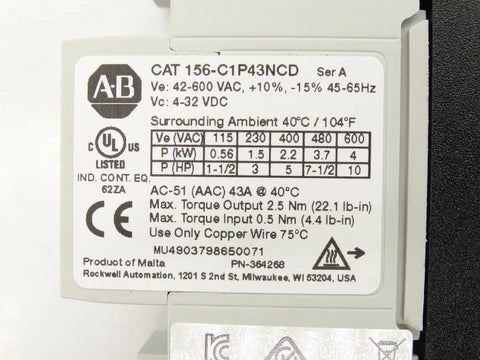 A-B
CAT 156-C1P43NCD Ser A
Ve: 42-600 VAC, +10%, -15% 45-65Hz
Vc: 4-32 VDC
Surrounding Ambient 40°C / 104°F
Ve (VAC) 115 230 400 480 600
P (kW) 0.56 1.5 2.2 3.7 4
P (HP) 1-1/2 3 5 7-1/2 10
C UL US
LISTED
IND. CONT. EQ.
62ZA
AC-51 (AAC) 43A @ 40°C
Max. Torque Output 2.5 Nm (22.1 lb-in)
Max. Torque Input 0.5 Nm (4.4 lb-in)
Use Only Copper Wire 75°C
MU4903798650071
Product of Malta PN-364268
Rockwell Automation, 1201 S 2nd St, Milwaukee, WI 53204, USA